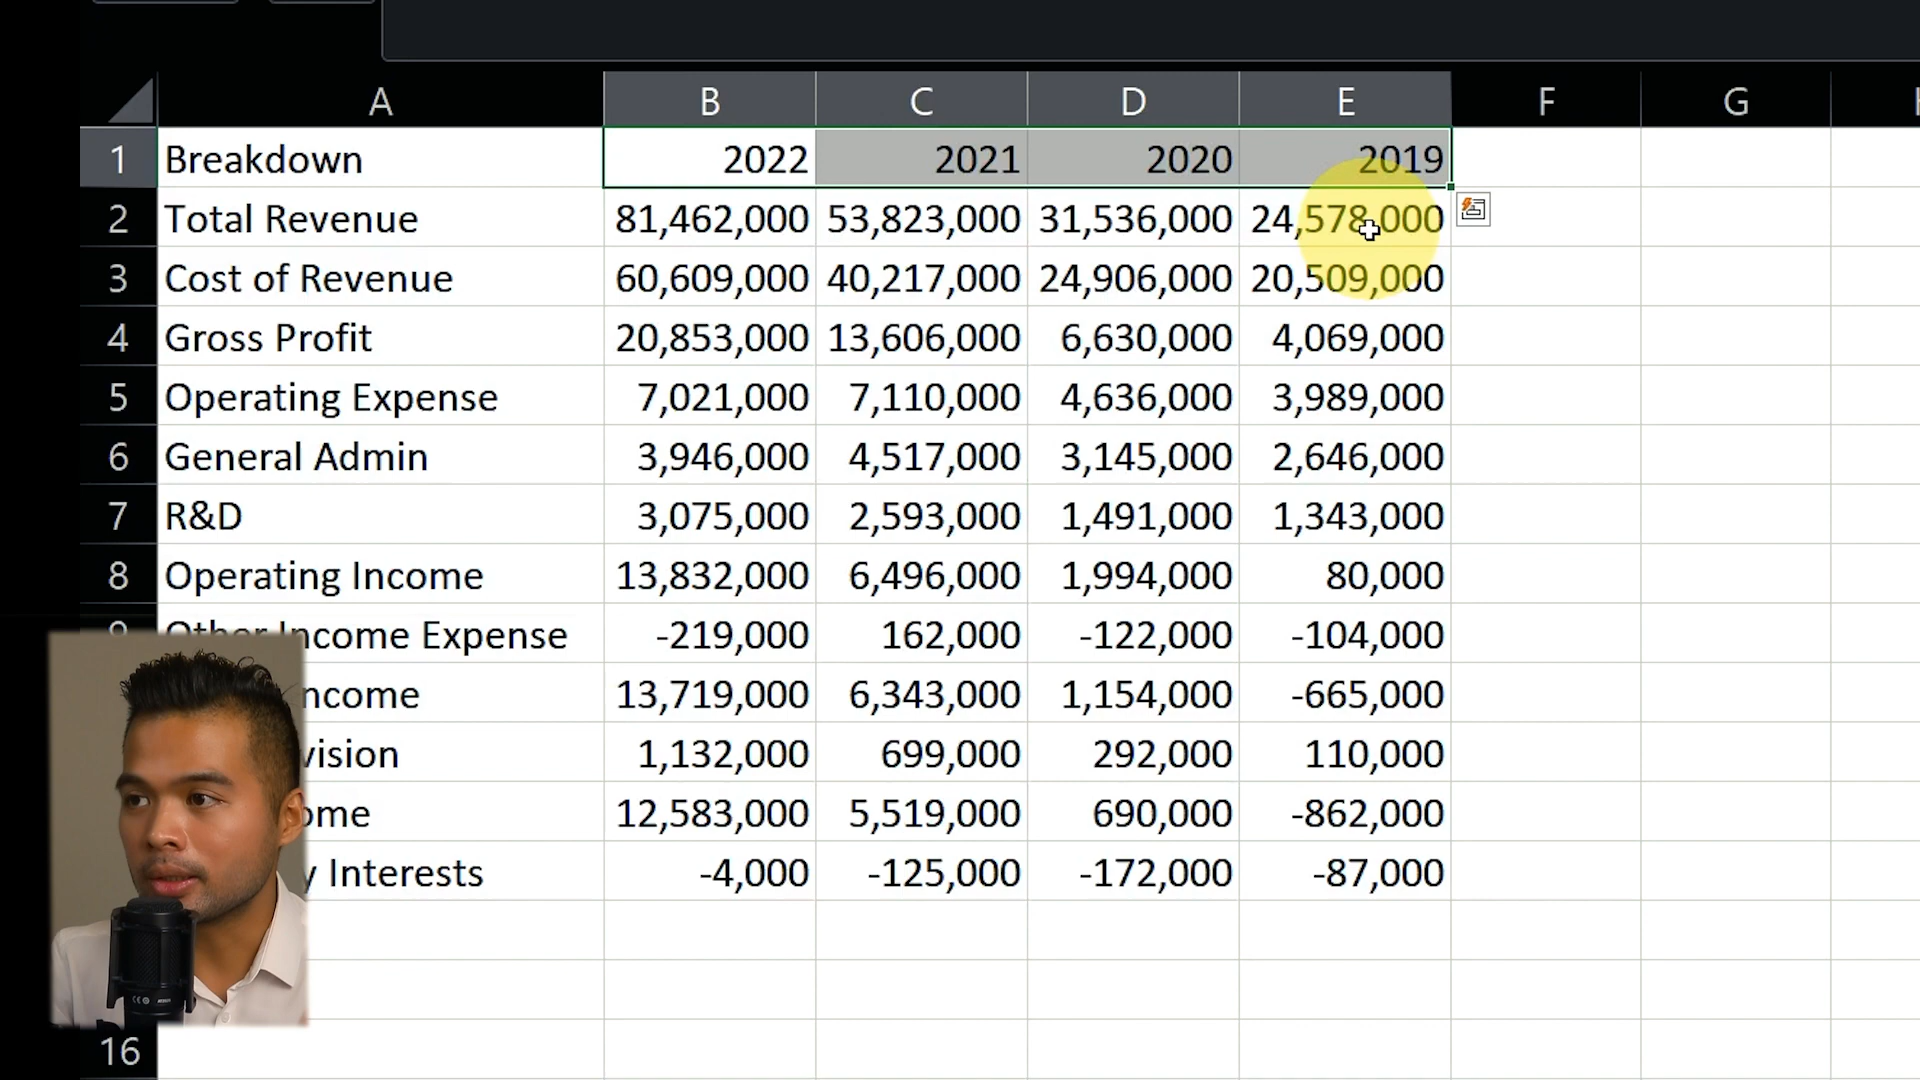 A B C D E F G
1 Breakdown 2022 2021 2020 2019
2 Total Revenue 81,462,000 53,823,000 31,536,000 24,578,000
3 Cost of Revenue 60,609,000 40,217,000 24,906,000 20,509,000
4 Gross Profit 20,853,000 13,606,000 6,630,000 4,069,000
5 Operating Expense 7,021,000 7,110,000 4,636,000 3,989,000
6 General Admin 3,946,000 4,517,000 3,145,000 2,646,000
7 R&D 3,075,000 2,593,000 1,491,000 1,343,000
8 Operating Income 13,832,000 6,496,000 1,994,000 80,000
9 Other Income Expense -219,000 162,000 -122,000 -104,000
ncome 13,719,000 6,343,000 1,154,000 -665,000
vision 1,132,000 699,000 292,000 110,000
ome 12,583,000 5,519,000 690,000 -862,000
y Interests -4,000 -125,000 -172,000 -87,000
16